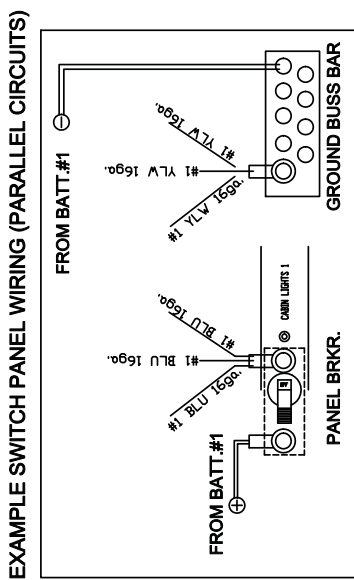 EXAMPLE SWITCH PANEL WIRING (PARALLEL CIRCUITS)
FROM BATT.#1
+
#1 BLU 16ga.
#1 BLU 16ga.
#1 BLU 16ga.
CABIN LIGHTS 1
PANEL BRKR.
FROM BATT.#1
−
#1 YLW 16ga.
#1 YLW 16ga.
#1 YLW 16ga.
GROUND BUSS BAR